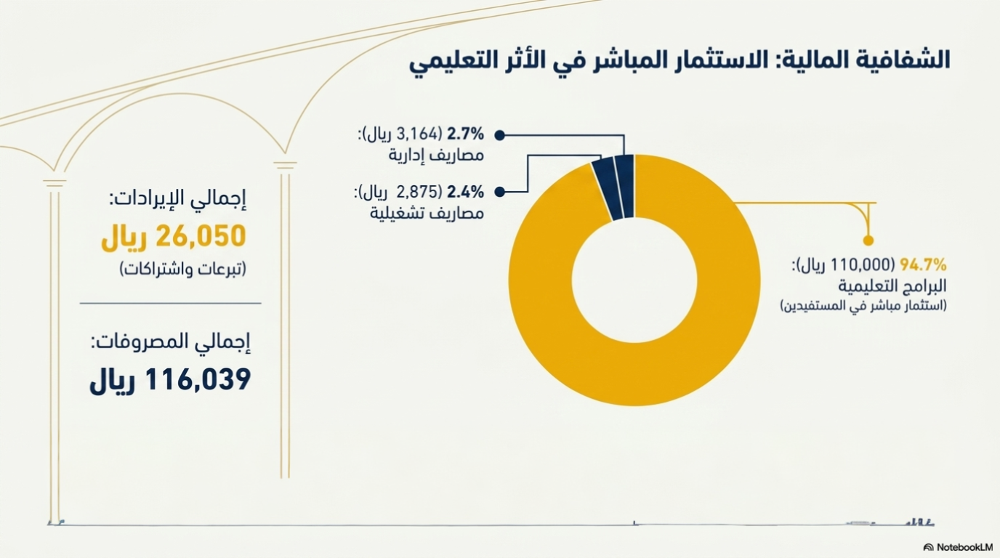 الشفافية المالية: الاستثمار المباشر في الأثر التعليمي
2.7% (3,164 ريال):
مصاريف إدارية
2.4% (2,875 ريال):
مصاريف تشغيلية
94.7% (110,000 ريال):
البرامج التعليمية
(استثمار مباشر في المستفيدين)
إجمالي الإيرادات:
26,050 ريال
(تبرعات واشتراكات)
إجمالي المصروفات:
116,039 ريال
NotebookLM